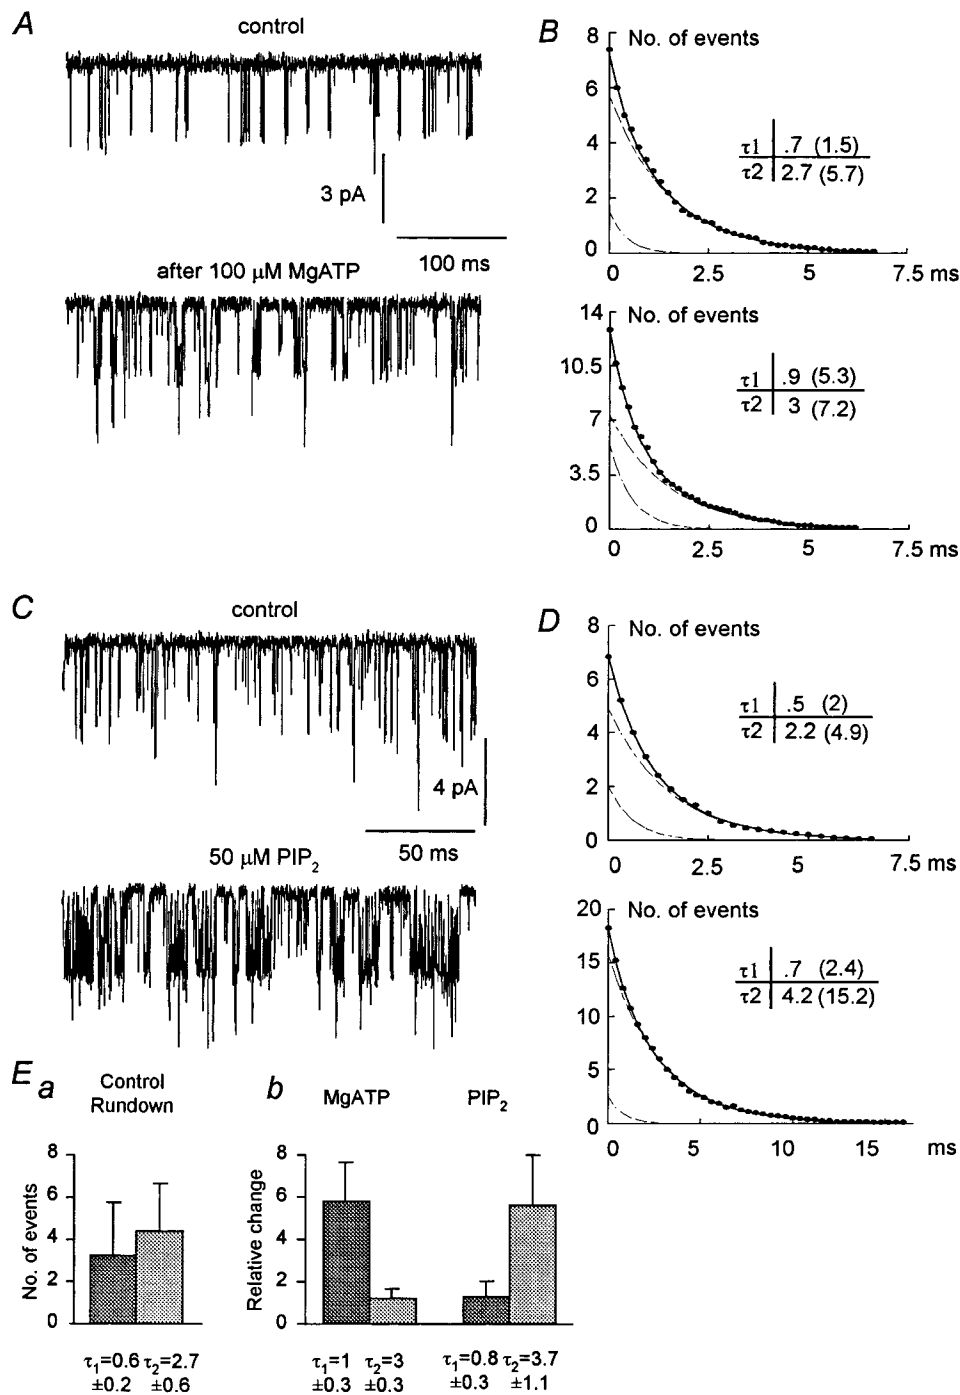 A
control
3 pA
100 ms
after 100 μM MgATP
B
No. of events
8
6
4
2
0
τ1 .7 (1.5)
τ2 2.7 (5.7)
0 2.5 5 7.5 ms
No. of events
14
10.5
7
3.5
0
τ1 .9 (5.3)
τ2 3 (7.2)
0 2.5 5 7.5 ms
C
control
4 pA
50 ms
50 μM PIP₂
D
No. of events
8
6
4
2
0
τ1 .5 (2)
τ2 2.2 (4.9)
0 2.5 5 7.5 ms
No. of events
20
15
10
5
0
τ1 .7 (2.4)
τ2 4.2 (15.2)
0 5 10 15 ms
E
a
Control
Rundown
No. of events
8
6
4
2
0
τ₁=0.6 τ₂=2.7
±0.2 ±0.6
b
MgATP PIP₂
Relative change
8
6
4
2
0
τ₁=1 τ₂=3 τ₁=0.8 τ₂=3.7
±0.3 ±0.3 ±0.3 ±1.1